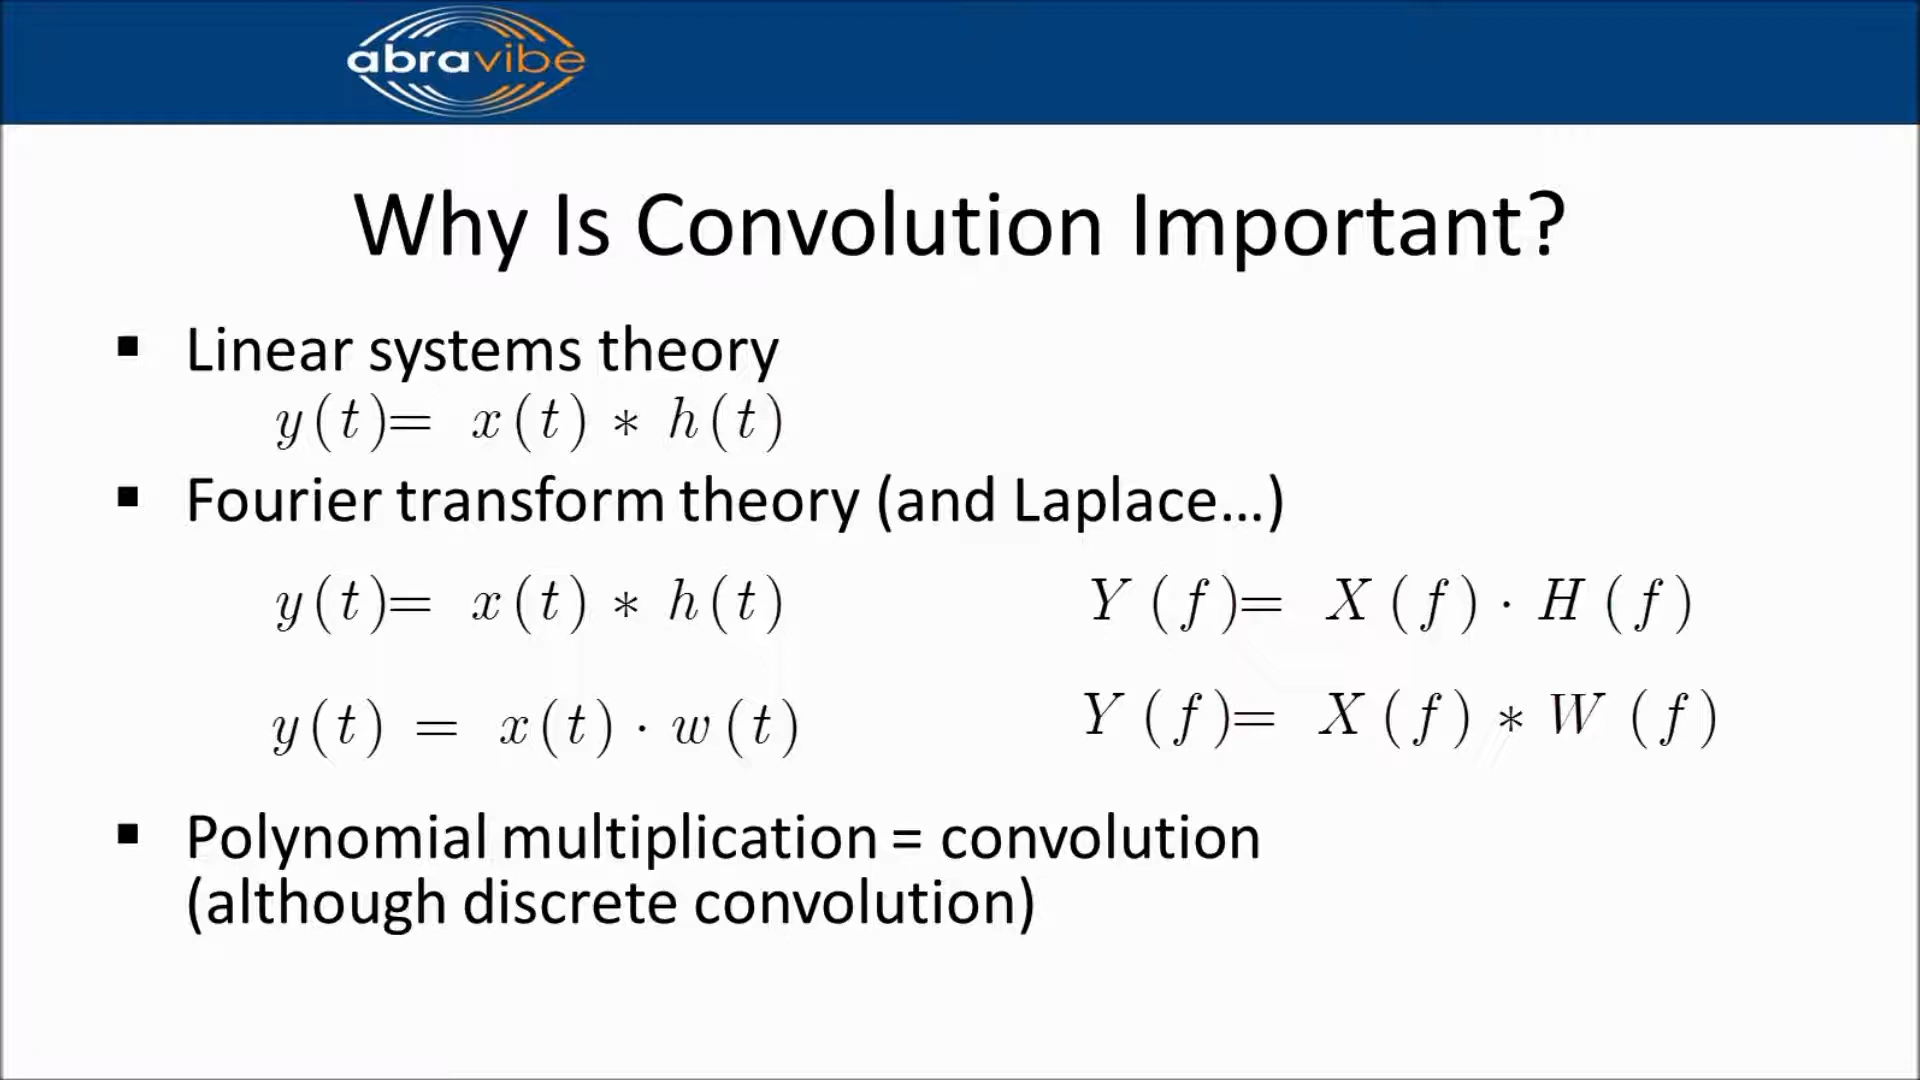 abravibe
Why Is Convolution Important?
▪ Linear systems theory
y(t)= x(t) * h(t)
▪ Fourier transform theory (and Laplace...)
y(t)= x(t) * h(t) Y(f)= X(f) · H(f)
y(t) = x(t) · w(t) Y(f)= X(f) * W(f)
▪ Polynomial multiplication = convolution
(although discrete convolution)